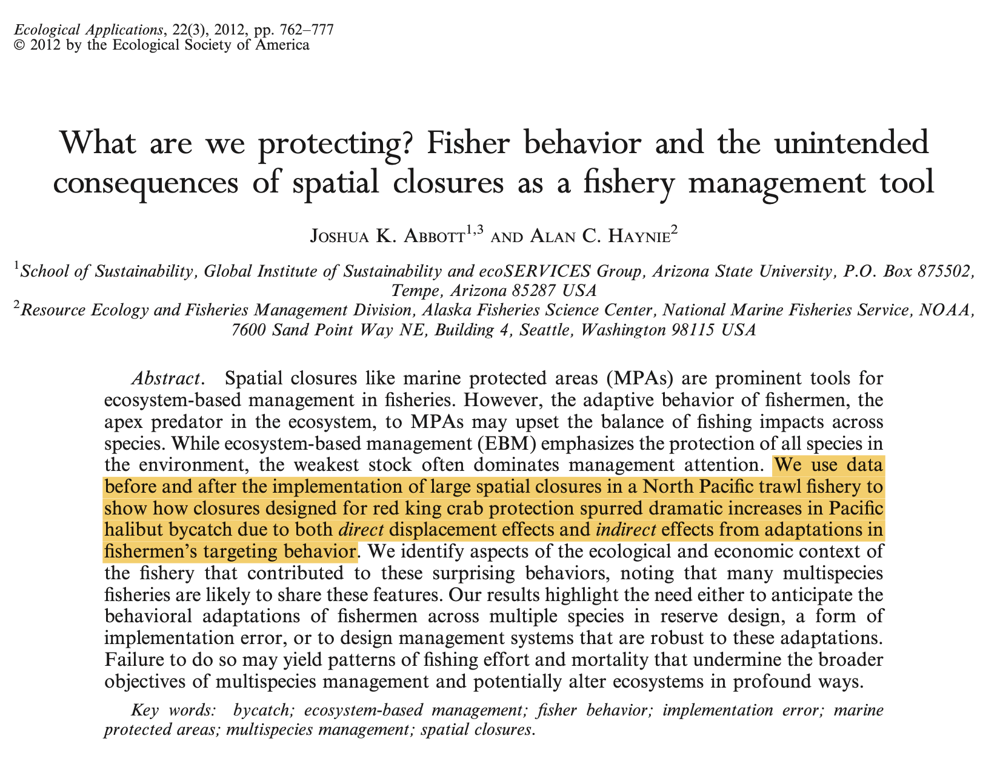 Ecological Applications, 22(3), 2012, pp. 762–777
© 2012 by the Ecological Society of America
What are we protecting? Fisher behavior and the unintended
consequences of spatial closures as a fishery management tool
Joshua K. Abbott1,3 and Alan C. Haynie2
1School of Sustainability, Global Institute of Sustainability and ecoSERVICES Group, Arizona State University, P.O. Box 875502,
Tempe, Arizona 85287 USA
2Resource Ecology and Fisheries Management Division, Alaska Fisheries Science Center, National Marine Fisheries Service, NOAA,
7600 Sand Point Way NE, Building 4, Seattle, Washington 98115 USA
Abstract. Spatial closures like marine protected areas (MPAs) are prominent tools for
ecosystem-based management in fisheries. However, the adaptive behavior of fishermen, the
apex predator in the ecosystem, to MPAs may upset the balance of fishing impacts across
species. While ecosystem-based management (EBM) emphasizes the protection of all species in
the environment, the weakest stock often dominates management attention. We use data
before and after the implementation of large spatial closures in a North Pacific trawl fishery to
show how closures designed for red king crab protection spurred dramatic increases in Pacific
halibut bycatch due to both direct displacement effects and indirect effects from adaptations in
fishermen's targeting behavior. We identify aspects of the ecological and economic context of
the fishery that contributed to these surprising behaviors, noting that many multispecies
fisheries are likely to share these features. Our results highlight the need either to anticipate the
behavioral adaptations of fishermen across multiple species in reserve design, a form of
implementation error, or to design management systems that are robust to these adaptations.
Failure to do so may yield patterns of fishing effort and mortality that undermine the broader
objectives of multispecies management and potentially alter ecosystems in profound ways.
Key words: bycatch; ecosystem-based management; fisher behavior; implementation error; marine
protected areas; multispecies management; spatial closures.